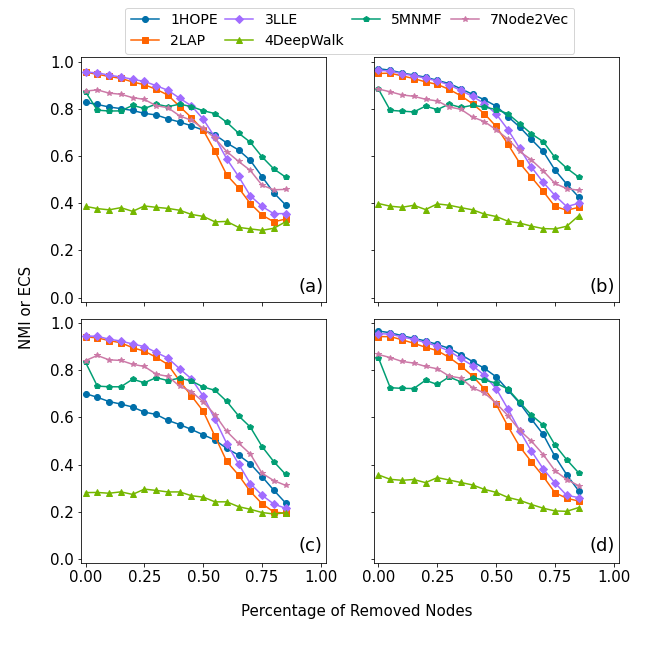 1HOPE 3LLE 5MNMF 7Node2Vec
2LAP 4DeepWalk
1.0
0.8
0.6
0.4
0.2
0.0
(a) (b)
NMI or ECS
1.0
0.8
0.6
0.4
0.2
0.0
(c) (d)
0.00 0.25 0.50 0.75 1.00 0.00 0.25 0.50 0.75 1.00
Percentage of Removed Nodes